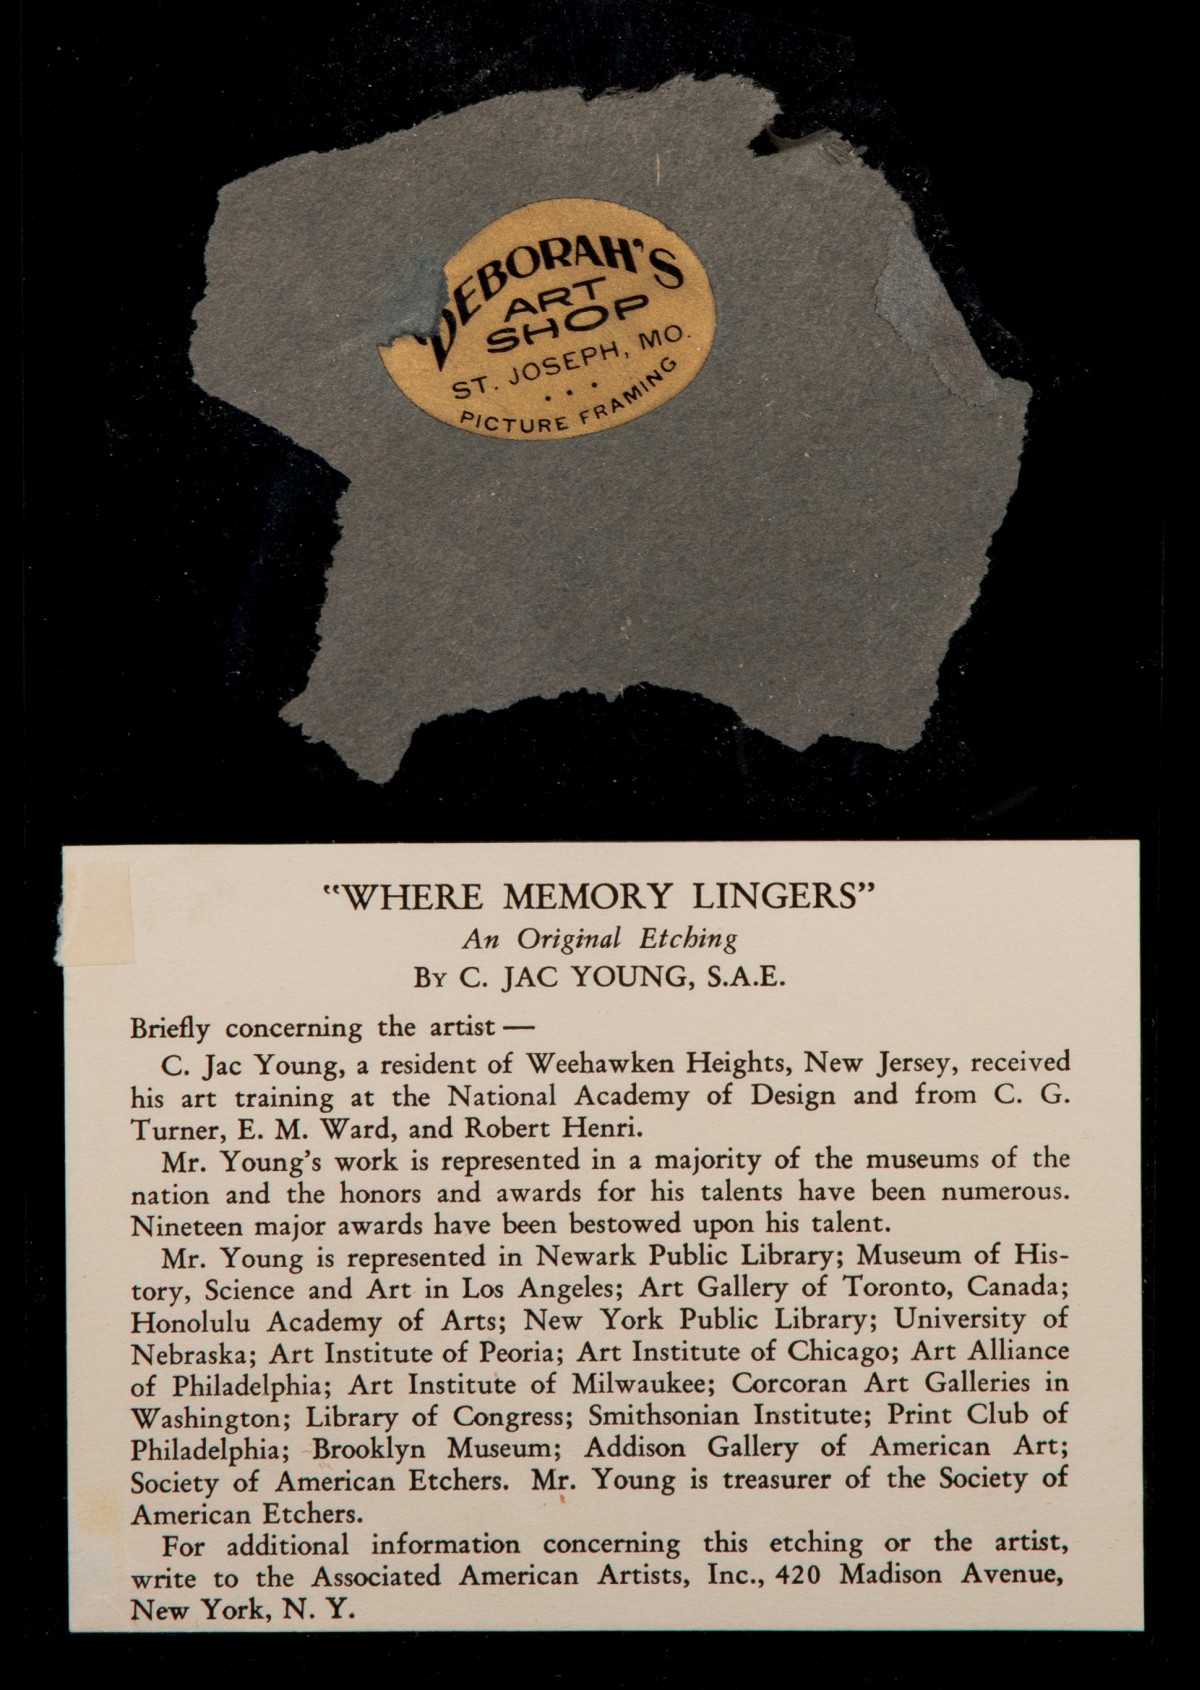 DEBORAH'S
ART
SHOP
ST. JOSEPH, MO.
. . .
PICTURE FRAMING
“WHERE MEMORY LINGERS”
An Original Etching
BY C. JAC YOUNG, S.A.E.
Briefly concerning the artist —
C. Jac Young, a resident of Weehawken Heights, New Jersey, received
his art training at the National Academy of Design and from C. G.
Turner, E. M. Ward, and Robert Henri.
Mr. Young’s work is represented in a majority of the museums of the
nation and the honors and awards for his talents have been numerous.
Nineteen major awards have been bestowed upon his talent.
Mr. Young is represented in Newark Public Library; Museum of His-
tory, Science and Art in Los Angeles; Art Gallery of Toronto, Canada;
Honolulu Academy of Arts; New York Public Library; University of
Nebraska; Art Institute of Peoria; Art Institute of Chicago; Art Alliance
of Philadelphia; Art Institute of Milwaukee; Corcoran Art Galleries in
Washington; Library of Congress; Smithsonian Institute; Print Club of
Philadelphia; Brooklyn Museum; Addison Gallery of American Art;
Society of American Etchers. Mr. Young is treasurer of the Society of
American Etchers.
For additional information concerning this etching or the artist,
write to the Associated American Artists, Inc., 420 Madison Avenue,
New York, N. Y.